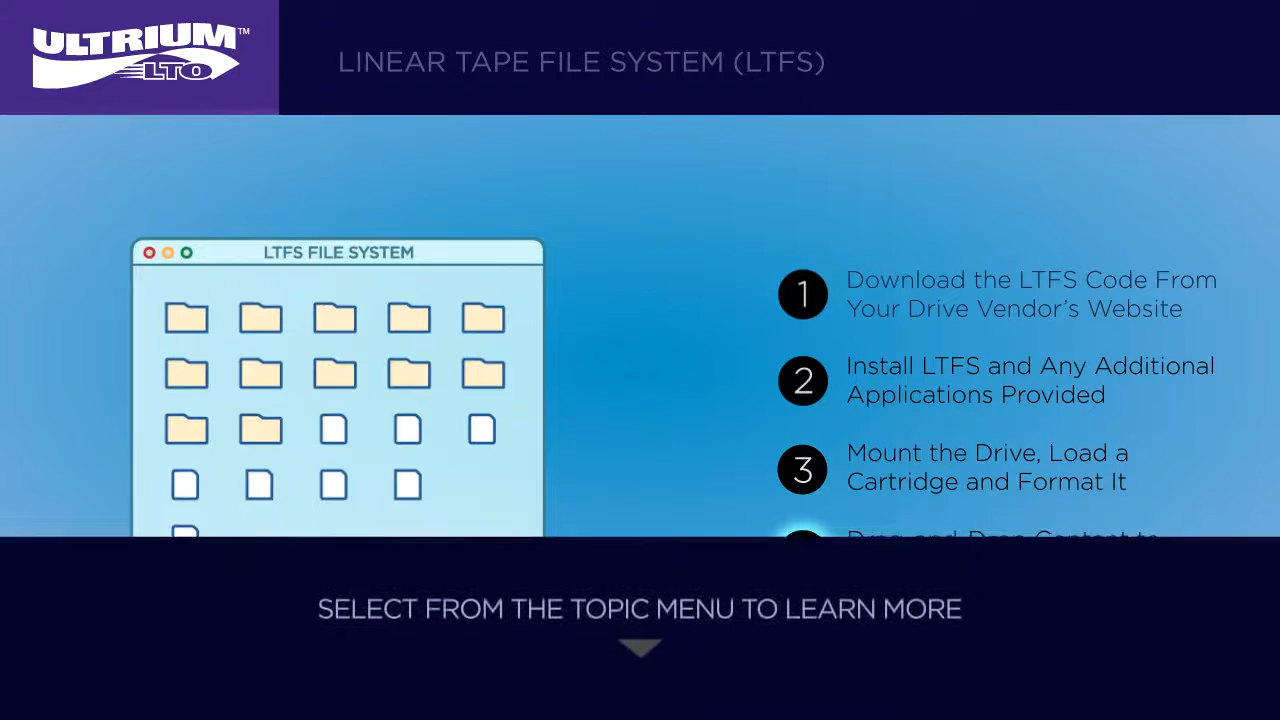 ULTRIUM™
LTO
LINEAR TAPE FILE SYSTEM (LTFS)
LTFS FILE SYSTEM
1 Download the LTFS Code From
Your Drive Vendor's Website
2 Install LTFS and Any Additional
Applications Provided
3 Mount the Drive, Load a
Cartridge and Format It
SELECT FROM THE TOPIC MENU TO LEARN MORE